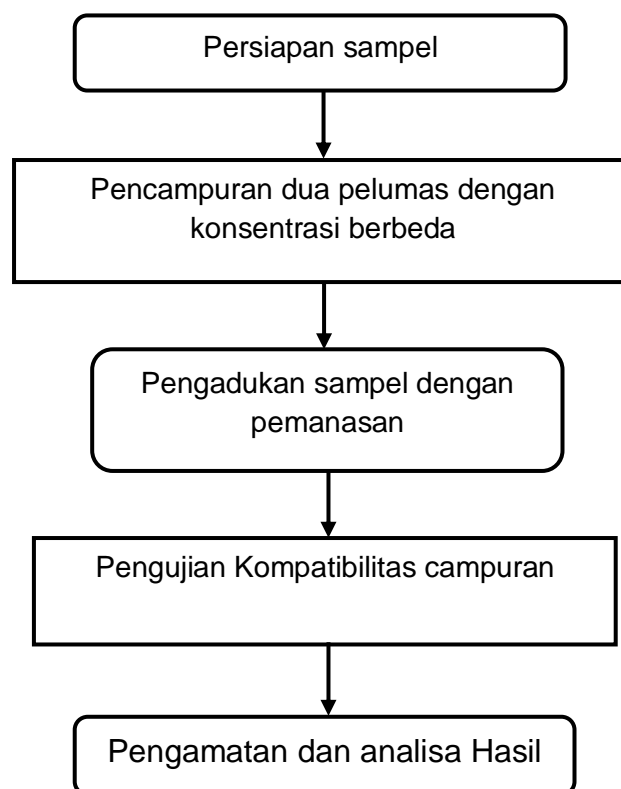 Persiapan sampel
Pencampuran dua pelumas dengan
konsentrasi berbeda
Pengadukan sampel dengan
pemanasan
Pengujian Kompatibilitas campuran
Pengamatan dan analisa Hasil